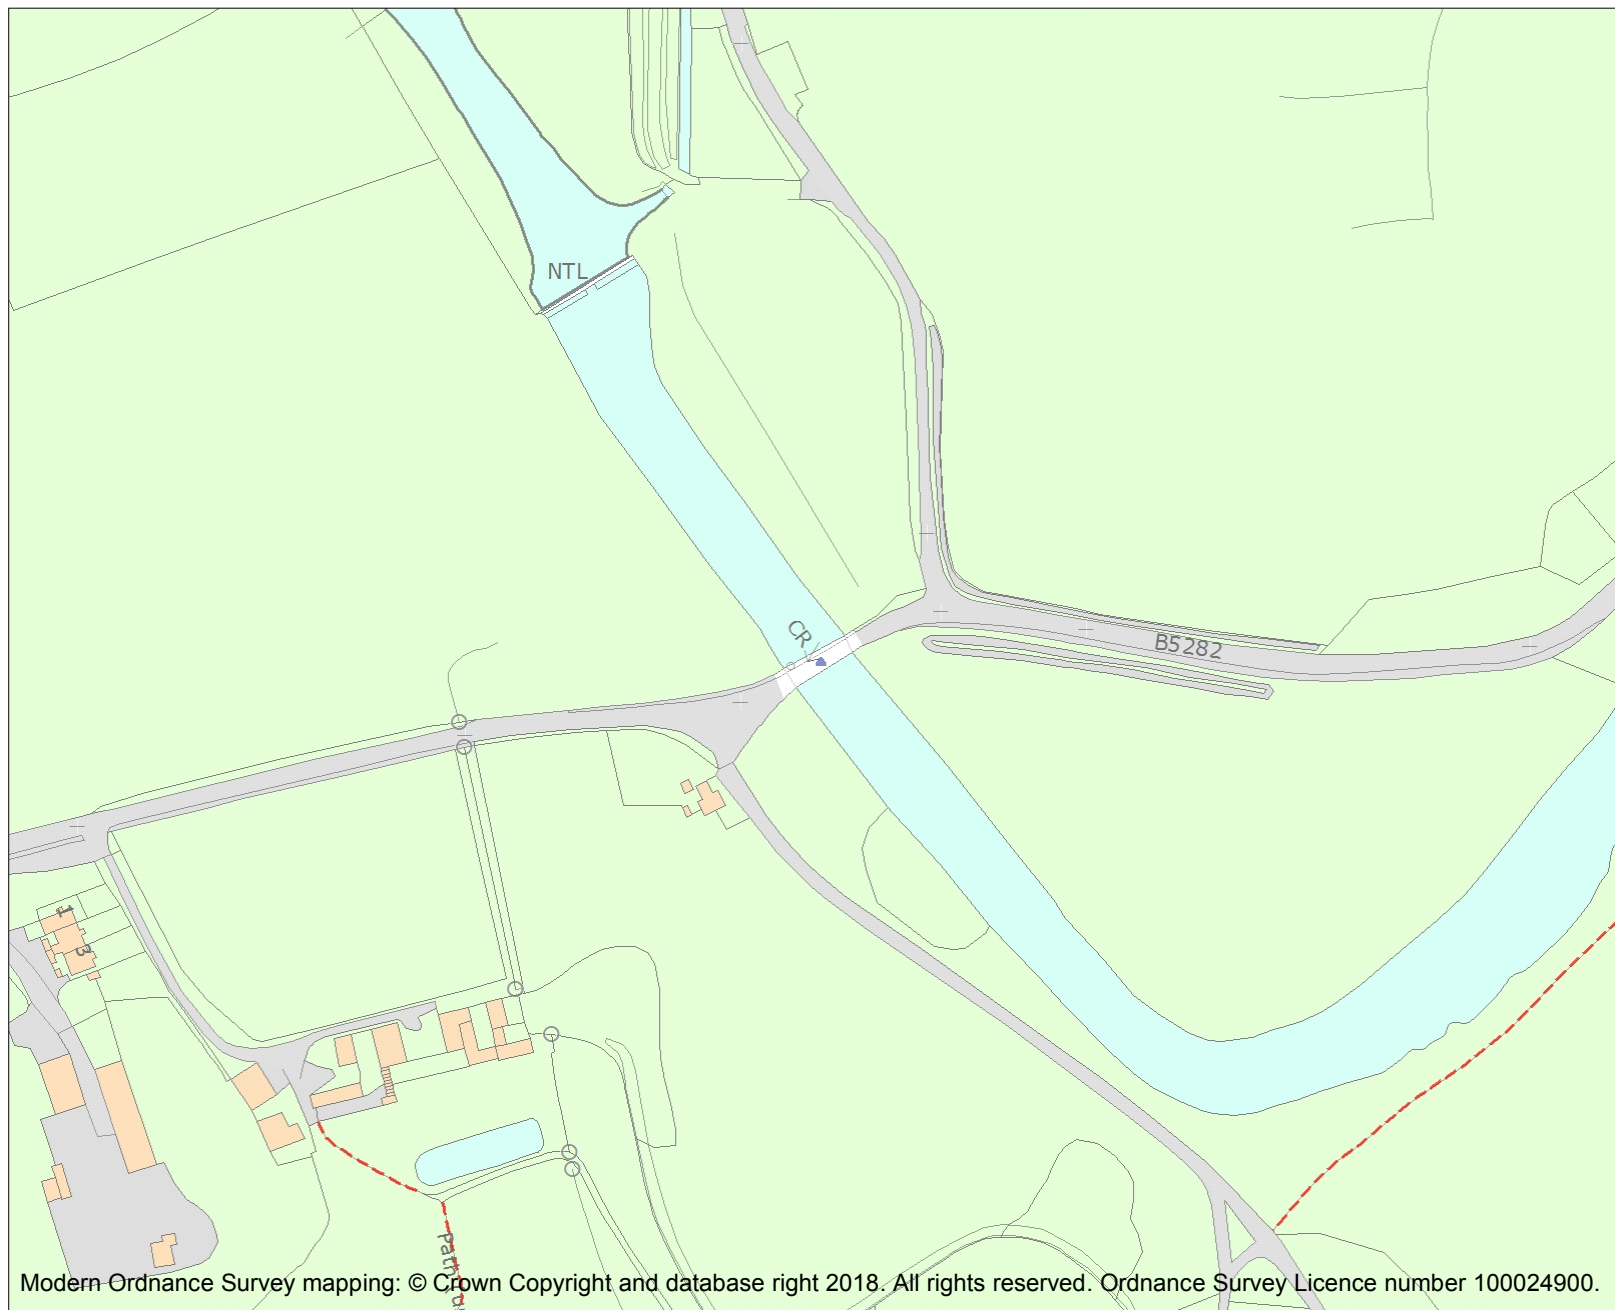 NTL
CR
B5282
1
3
Path
Modern Ordnance Survey mapping: © Crown Copyright and database right 2018. All rights reserved. Ordnance Survey Licence number 100024900.